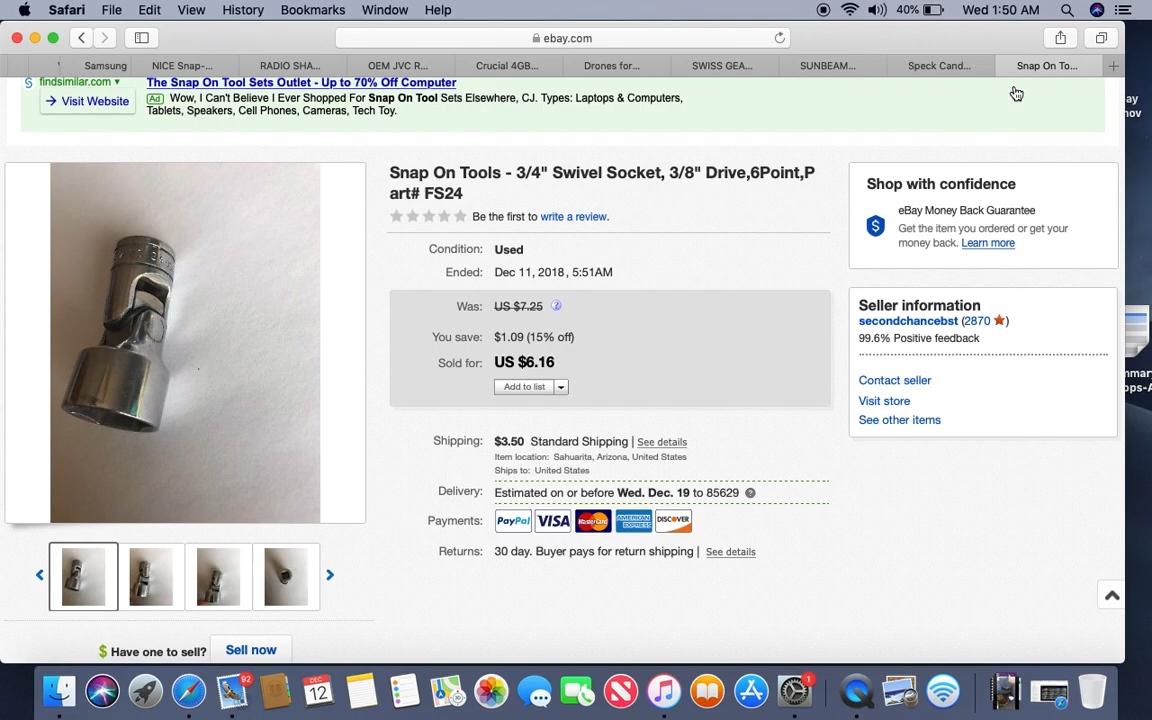 Safari File Edit View History Bookmarks Window Help 40% Wed 1:50 AM
ebay.com
Samsung NICE Snap-... RADIO SHA... OEM JVC R... Crucial 4GB... Drones for... SWISS GEA... SUNBEAM... Speck Cand... Snap On To...
findsimilar.com
The Snap On Tool Sets Outlet - Up to 70% Off Computer
Visit Website
Ad Wow, I Can't Believe I Ever Shopped For Snap On Tool Sets Elsewhere, CJ. Types: Laptops & Computers,
Tablets, Speakers, Cell Phones, Cameras, Tech Toy.
Snap On Tools - 3/4" Swivel Socket, 3/8" Drive,6Point,P
art# FS24
Be the first to write a review.
Condition: Used
Ended: Dec 11, 2018 , 5:51AM
Was: US $7.25
You save: $1.09 (15% off)
Sold for: US $6.16
Add to list
Shipping: $3.50 Standard Shipping | See details
Item location: Sahuarita, Arizona, United States
Ships to: United States
Delivery: Estimated on or before Wed. Dec. 19 to 85629
Payments: PayPal VISA MasterCard AMERICAN EXPRESS DISCOVER
Returns: 30 day. Buyer pays for return shipping | See details
Have one to sell? Sell now
Shop with confidence
eBay Money Back Guarantee
Get the item you ordered or get your
money back. Learn more
Seller information
secondchancebst (2870)
99.6% Positive feedback
Contact seller
Visit store
See other items
ay
nov
nmary
ops-A
92
DEC
12
1